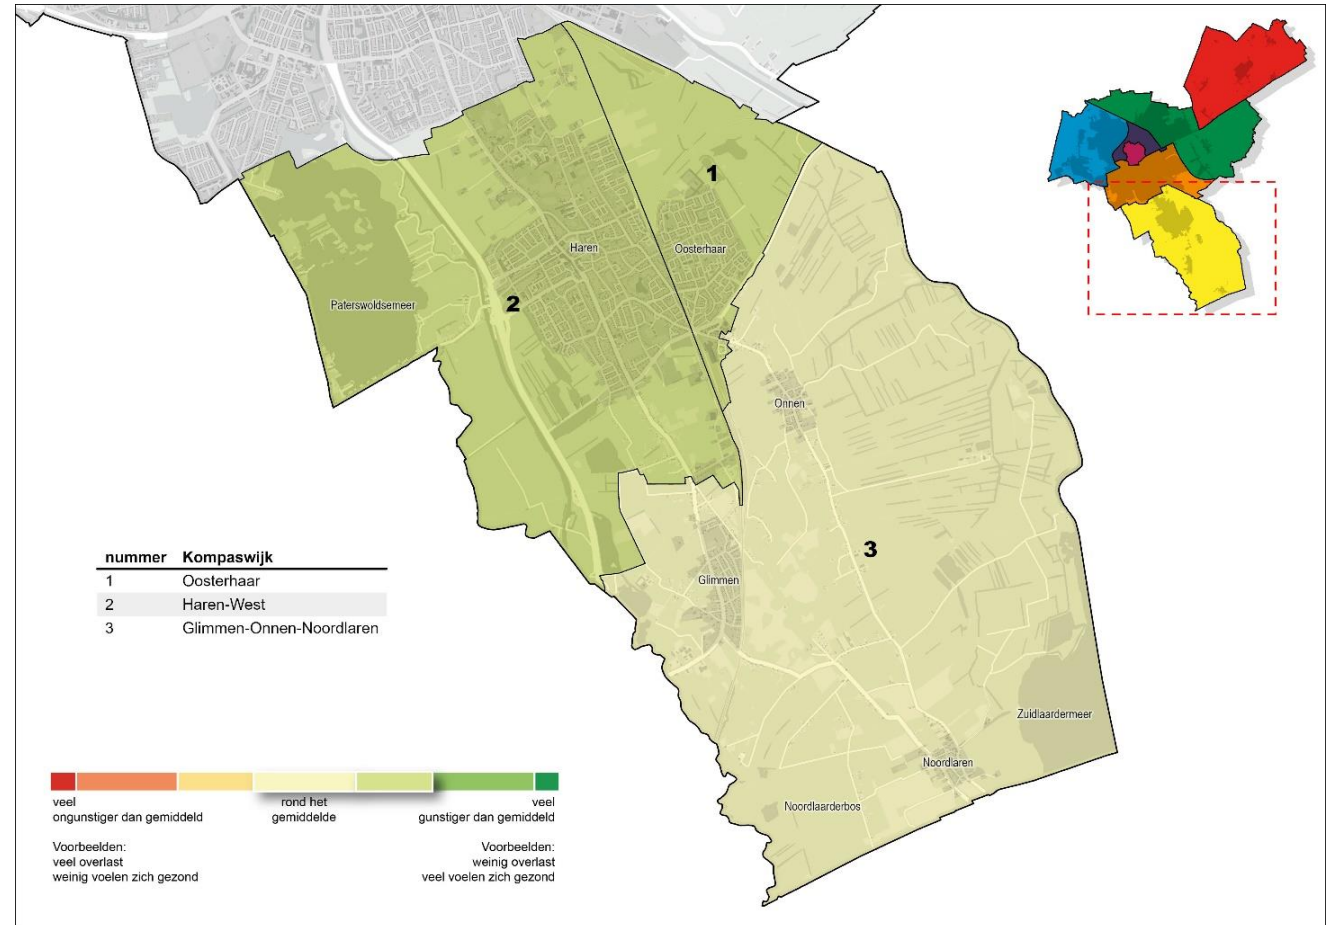 1
Haren
Oosterhaar
Paterswoldsemeer
2
Onnen
3
Glimmen
Zuidlaardermeer
Noordlaren
Noordlaarderbos
nummer Kompaswijk
1 Oosterhaar
2 Haren-West
3 Glimmen-Onnen-Noordlaren
veel
ongunstiger dan gemiddeld
rond het
gemiddelde
veel
gunstiger dan gemiddeld
Voorbeelden:
veel overlast
weinig voelen zich gezond
Voorbeelden:
weinig overlast
veel voelen zich gezond